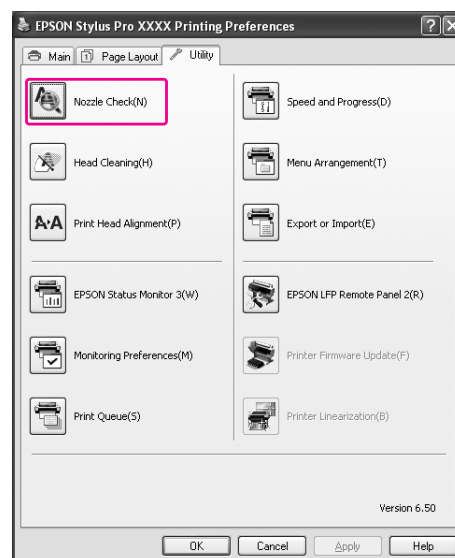 EPSON Stylus Pro XXXX Printing Preferences
Main Page Layout Utility
Nozzle Check(N)
Speed and Progress(D)
Head Cleaning(H)
Menu Arrangement(T)
Print Head Alignment(P)
Export or Import(E)
EPSON Status Monitor 3(W)
EPSON LFP Remote Panel 2(R)
Monitoring Preferences(M)
Printer Firmware Update(F)
Print Queue(S)
Printer Linearization(B)
Version 6.50
OK Cancel Apply Help